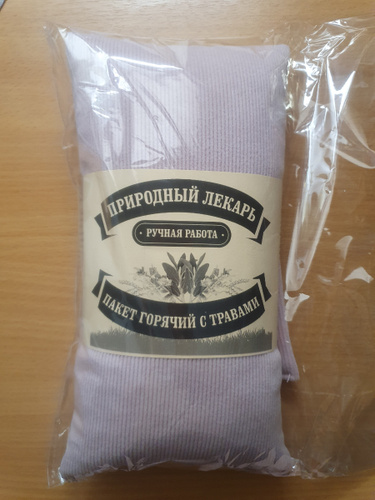 ПРИРОДНЫЙ ЛЕКАРЬ
· РУЧНАЯ РАБОТА ·
ПАКЕТ ГОРЯЧИЙ С ТРАВАМИ